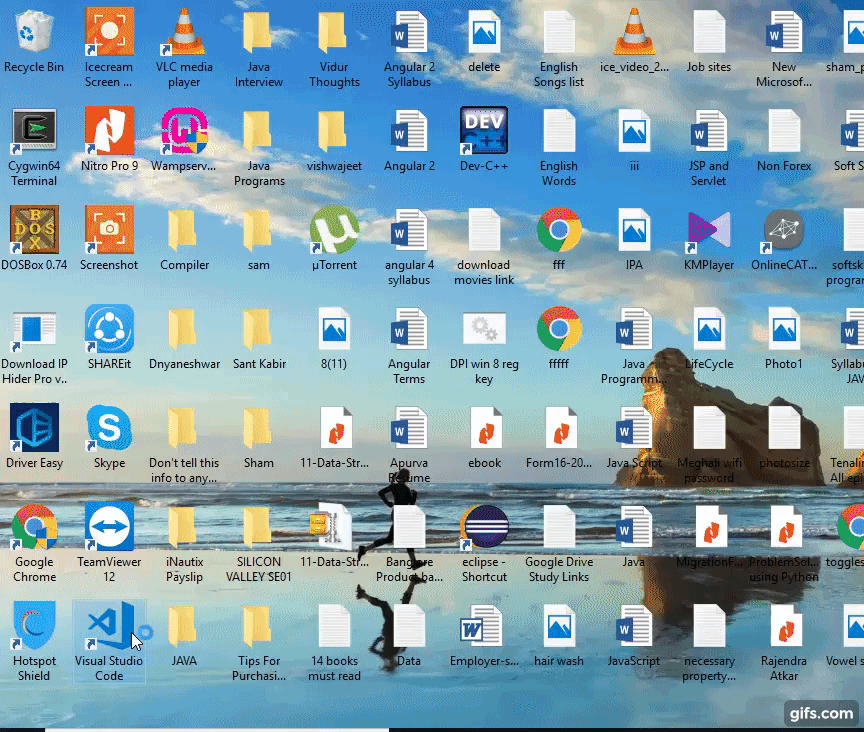 Recycle Bin
Icecream
Screen ...
VLC media
player
Java
Interview
Vidur
Thoughts
Angular 2
Syllabus
delete
English
Songs list
ice_video_2...
Job sites
New
Microsof...
sham_p
Cygwin64
Terminal
Nitro Pro 9
Wampserv...
Java
Programs
vishwajeet
Angular 2
DEV
C++
Dev-C++
English
Words
iii
JSP and
Servlet
Non Forex
Soft S
DOS
BOX
DOSBox 0.74
Screenshot
Compiler
sam
µTorrent
angular 4
syllabus
download
movies link
fff
IPA
KMPlayer
OnlineCAT...
softsk
program
Download IP
Hider Pro v..
SHAREit
Dnyaneshwar
Sant Kabir
8(11)
Angular
Terms
DPI win 8 reg
key
fffff
Java
Programm...
LifeCycle
Photo1
Syllab
JAV
Driver Easy
Skype
Don't tell this
info to any...
Sham
11-Data-Str...
Apurva
Resume
ebook
Form16-20...
Java Script
Meghali wifi
password
photosize
Tenali
All epi
Google
Chrome
TeamViewer
12
iNautix
Payslip
SILICON
VALLEY SE01
11-Data-Str...
Banglore
Product ba...
eclipse -
Shortcut
Google Drive
Study Links
Java
MigrationF...
ProblemSol...
using Python
toggles
Hotspot
Shield
Visual Studio
Code
JAVA
Tips For
Purchasi...
14 books
must read
Data
Employer-s...
hair wash
JavaScript
necessary
property...
Rajendra
Atkar
Vowel s
gifs.com